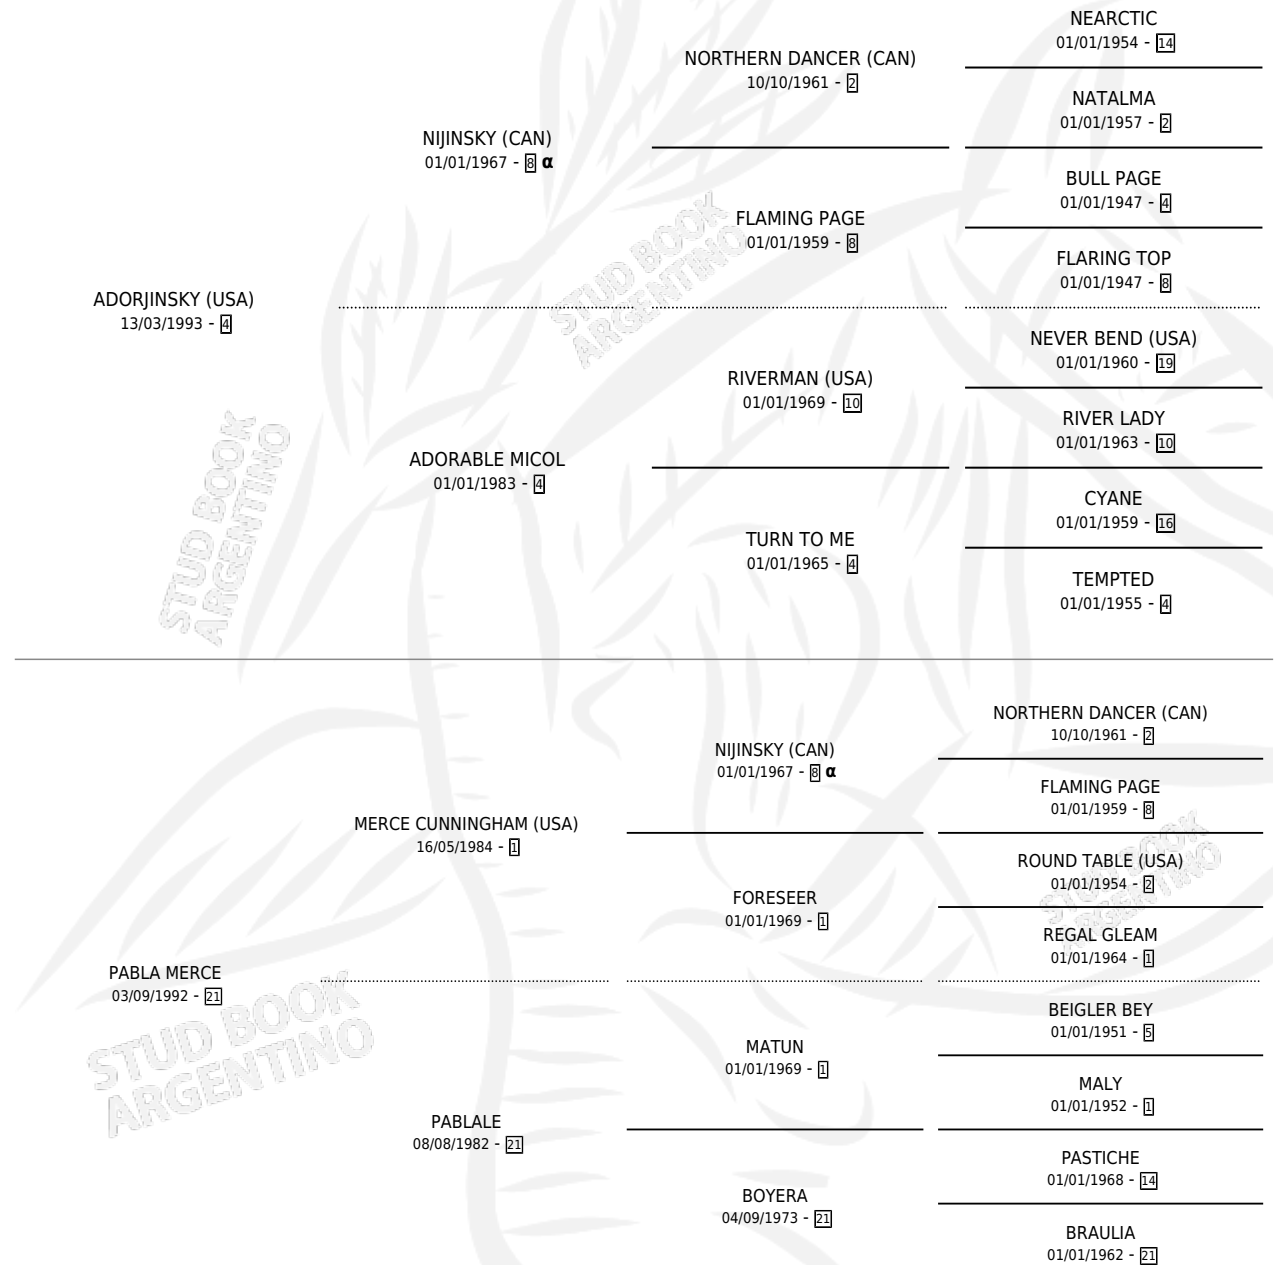 NEARCTIC
01/01/1954 - 14
NORTHERN DANCER (CAN)
10/10/1961 - 2
NATALMA
01/01/1957 - 2
NIJINSKY (CAN)
01/01/1967 - 8 α
BULL PAGE
01/01/1947 - 4
FLAMING PAGE
01/01/1959 - 8
FLARING TOP
01/01/1947 - 8
ADORJINSKY (USA)
13/03/1993 - 4
NEVER BEND (USA)
01/01/1960 - 19
RIVERMAN (USA)
01/01/1969 - 10
RIVER LADY
01/01/1963 - 10
ADORABLE MICOL
01/01/1983 - 4
CYANE
01/01/1959 - 16
TURN TO ME
01/01/1965 - 4
TEMPTED
01/01/1955 - 4
NORTHERN DANCER (CAN)
10/10/1961 - 2
NIJINSKY (CAN)
01/01/1967 - 8 α
FLAMING PAGE
01/01/1959 - 8
MERCE CUNNINGHAM (USA)
16/05/1984 - 1
ROUND TABLE (USA)
01/01/1954 - 2
FORESEER
01/01/1969 - 1
REGAL GLEAM
01/01/1964 - 1
PABLA MERCE
03/09/1992 - 21
BEIGLER BEY
01/01/1951 - 5
MATUN
01/01/1969 - 1
MALY
01/01/1952 - 1
PABLALE
08/08/1982 - 21
PASTICHE
01/01/1968 - 14
BOYERA
04/09/1973 - 21
BRAULIA
01/01/1962 - 21
STUD BOOK
ARGENTINO
STUD BOOK
ARGENTINO
STUD BOOK
ARGENTINO
STUD BOOK
ARGENTINO